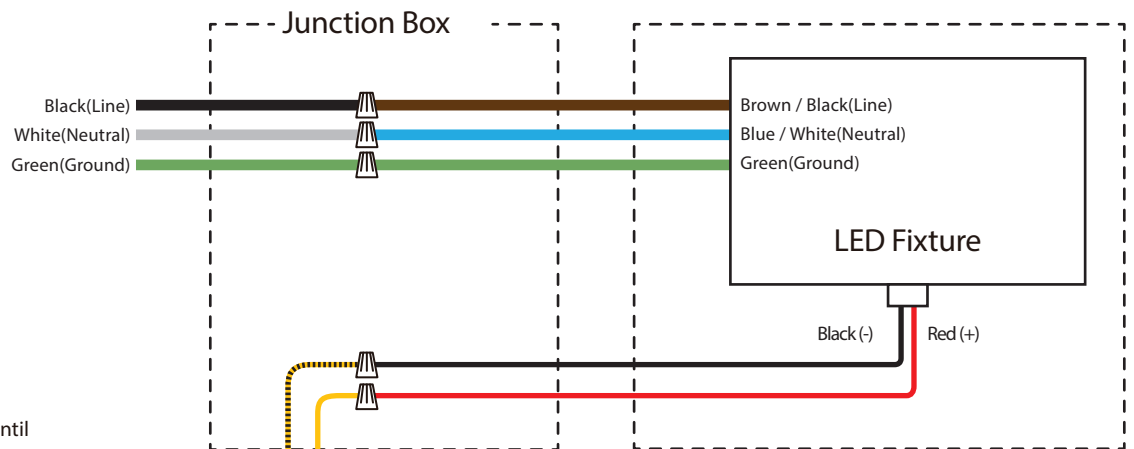 Junction Box
Black(Line)
White(Neutral)
Green(Ground)
Brown / Black(Line)
Blue / White(Neutral)
Green(Ground)
LED Fixture
Black (-)
Red (+)